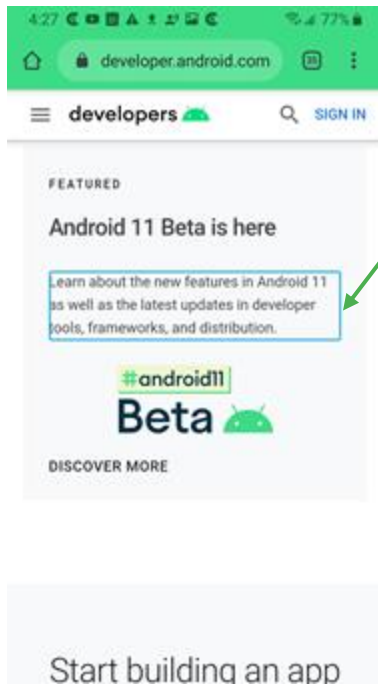 4:27
77%
developer.android.com
developers
SIGN IN
FEATURED
Android 11 Beta is here
Learn about the new features in Android 11
as well as the latest updates in developer
tools, frameworks, and distribution.
#android11
Beta
DISCOVER MORE
Start building an app